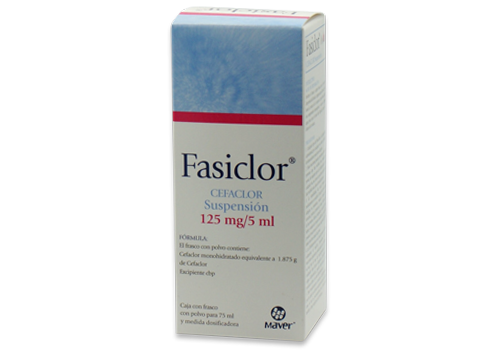 Fasiclor
Fasiclor®
CEFACLOR
Suspensión
125 mg/5 ml
FÓRMULA:
El frasco con polvo contiene:
Cefaclor monohidratado equivalente a 1.875 g
de Cefaclor
Excipiente cbp
Caja con frasco
con polvo para 75 ml
y medida dosificadora
Maver®